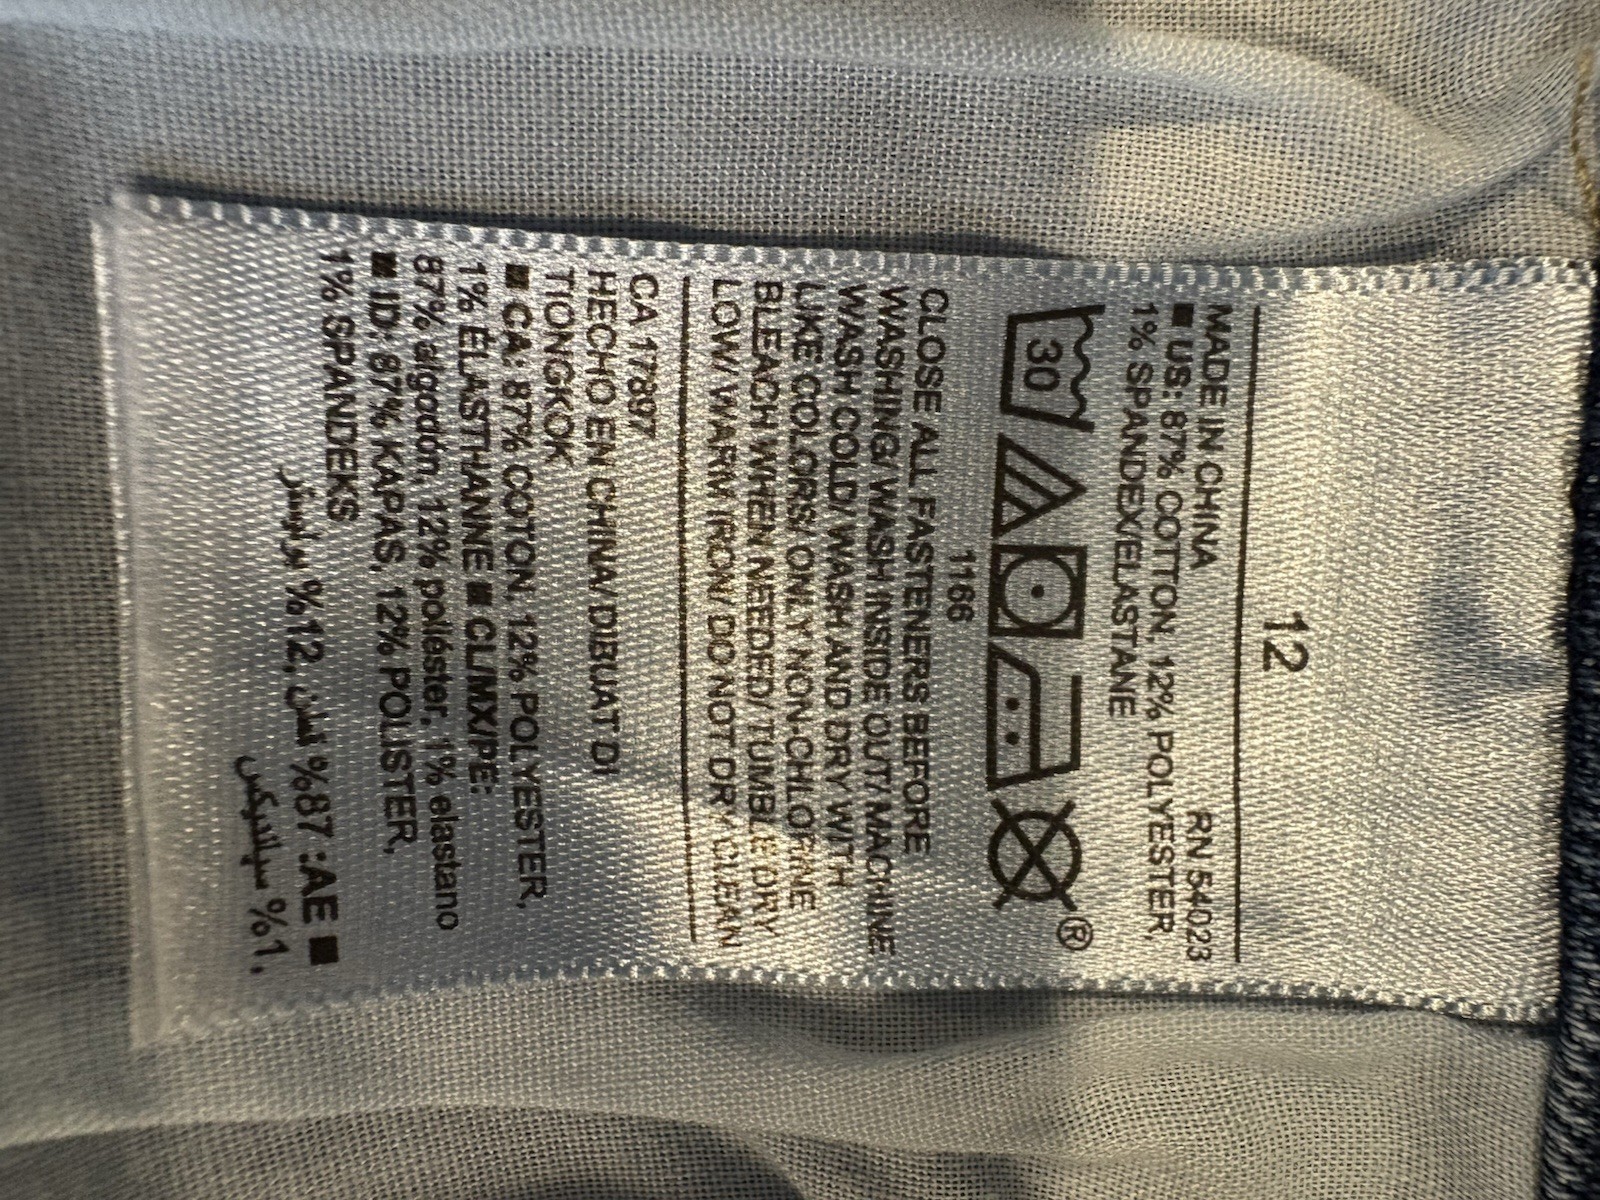 12
MADE IN CHINA RN 54023
■ US: 87% COTTON, 12% POLYESTER,
1% SPANDEX/ELASTANE
30
®
1166
CLOSE ALL FASTENERS BEFORE
WASHING/ WASH INSIDE OUT/ MACHINE
WASH COLD/ WASH AND DRY WITH
LIKE COLORS/ ONLY NON-CHLORINE
BLEACH WHEN NEEDED/ TUMBLE DRY
LOW/ WARM IRON/ DO NOT DRY CLEAN
CA 17897
HECHO EN CHINA/ DIBUAT DI
TIONGKOK
■ CA: 87% COTON, 12% POLYESTER,
1% ÉLASTHANNE ■ CL/MX/PE:
87% algodón, 12% poliéster, 1% elastano
■ ID: 87% KAPAS, 12% POLISTER,
1% SPANDEKS
■ AE: 87% قطن, 12% بوليستر
,1% سباندكس